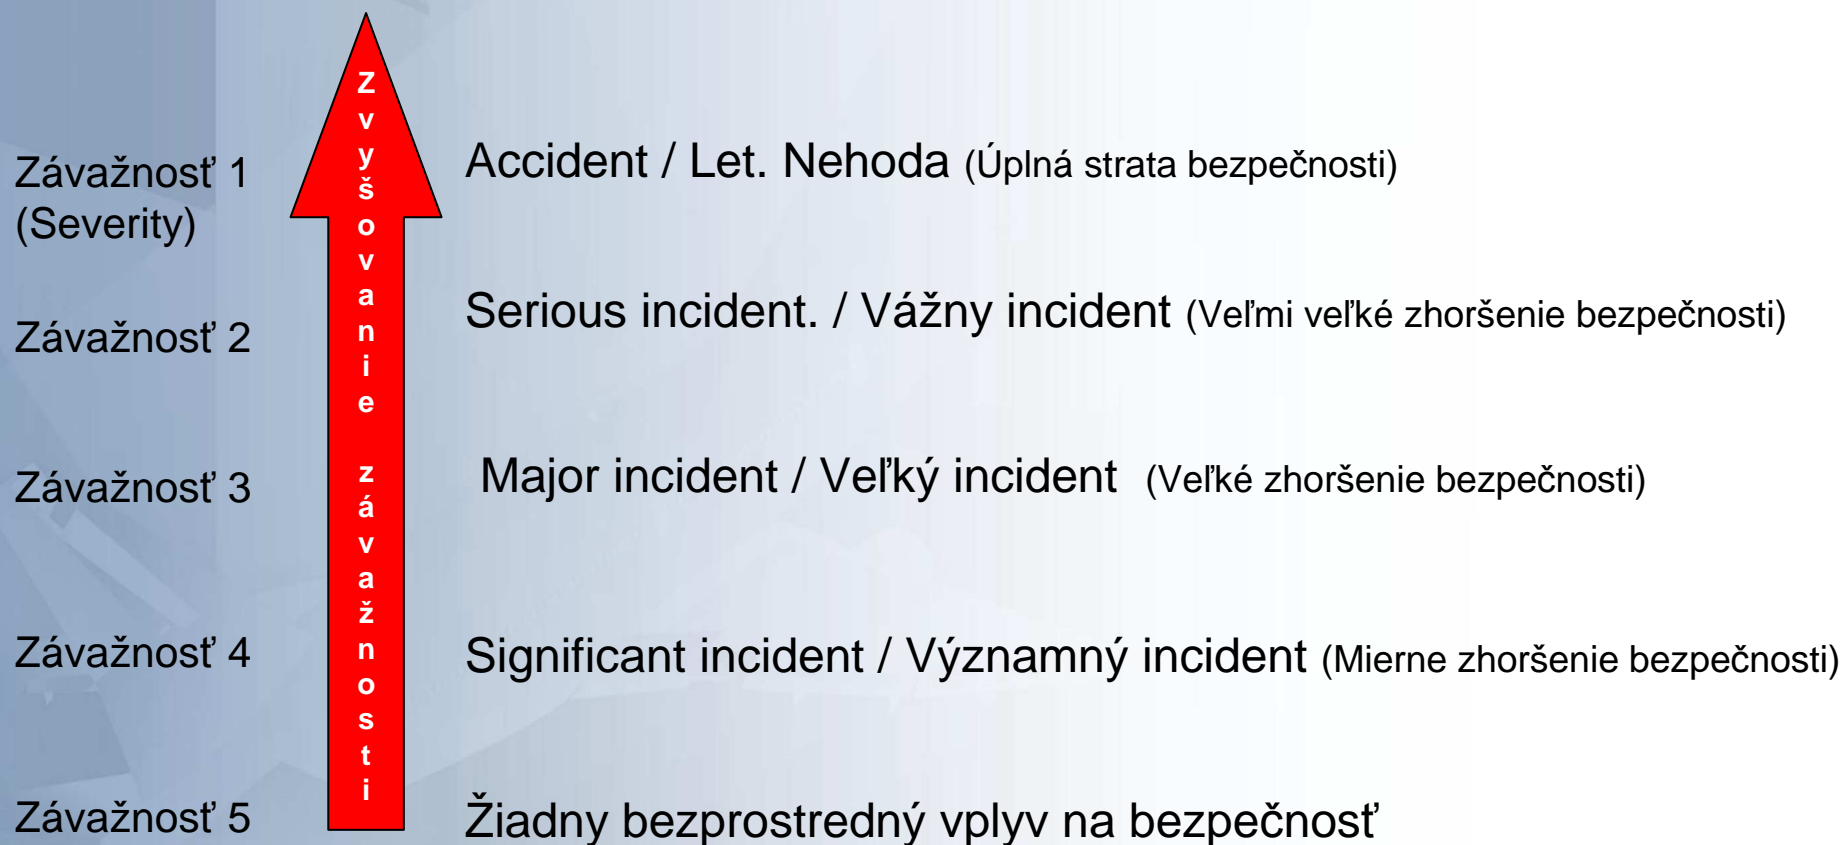 Zvyšovanie závažnosti
Závažnosť 1
(Severity)
Accident / Let. Nehoda (Úplná strata bezpečnosti)
Závažnosť 2
Serious incident. / Vážny incident (Veľmi veľké zhoršenie bezpečnosti)
Závažnosť 3
Major incident / Veľký incident (Veľké zhoršenie bezpečnosti)
Závažnosť 4
Significant incident / Významný incident (Mierne zhoršenie bezpečnosti)
Závažnosť 5
Žiadny bezprostredný vplyv na bezpečnosť